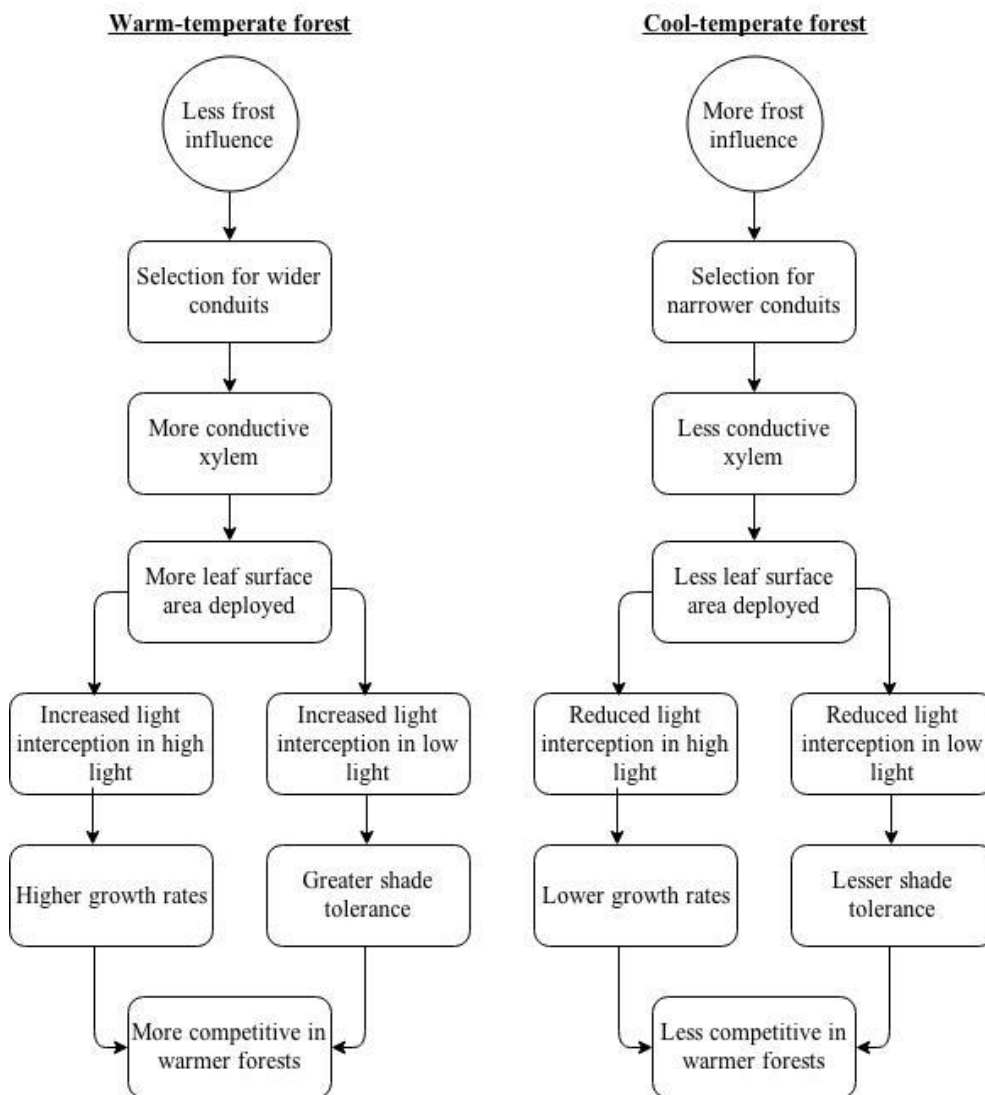 Warm-temperate forest
Less frost
influence
Selection for wider
conduits
More conductive
xylem
More leaf surface
area deployed
Increased light
interception in high
light
Increased light
interception in low
light
Higher growth rates
Greater shade
tolerance
More competitive in
warmer forests
Cool-temperate forest
More frost
influence
Selection for
narrower conduits
Less conductive
xylem
Less leaf surface
area deployed
Reduced light
interception in high
light
Reduced light
interception in low
light
Lower growth rates
Lesser shade
tolerance
Less competitive in
warmer forests